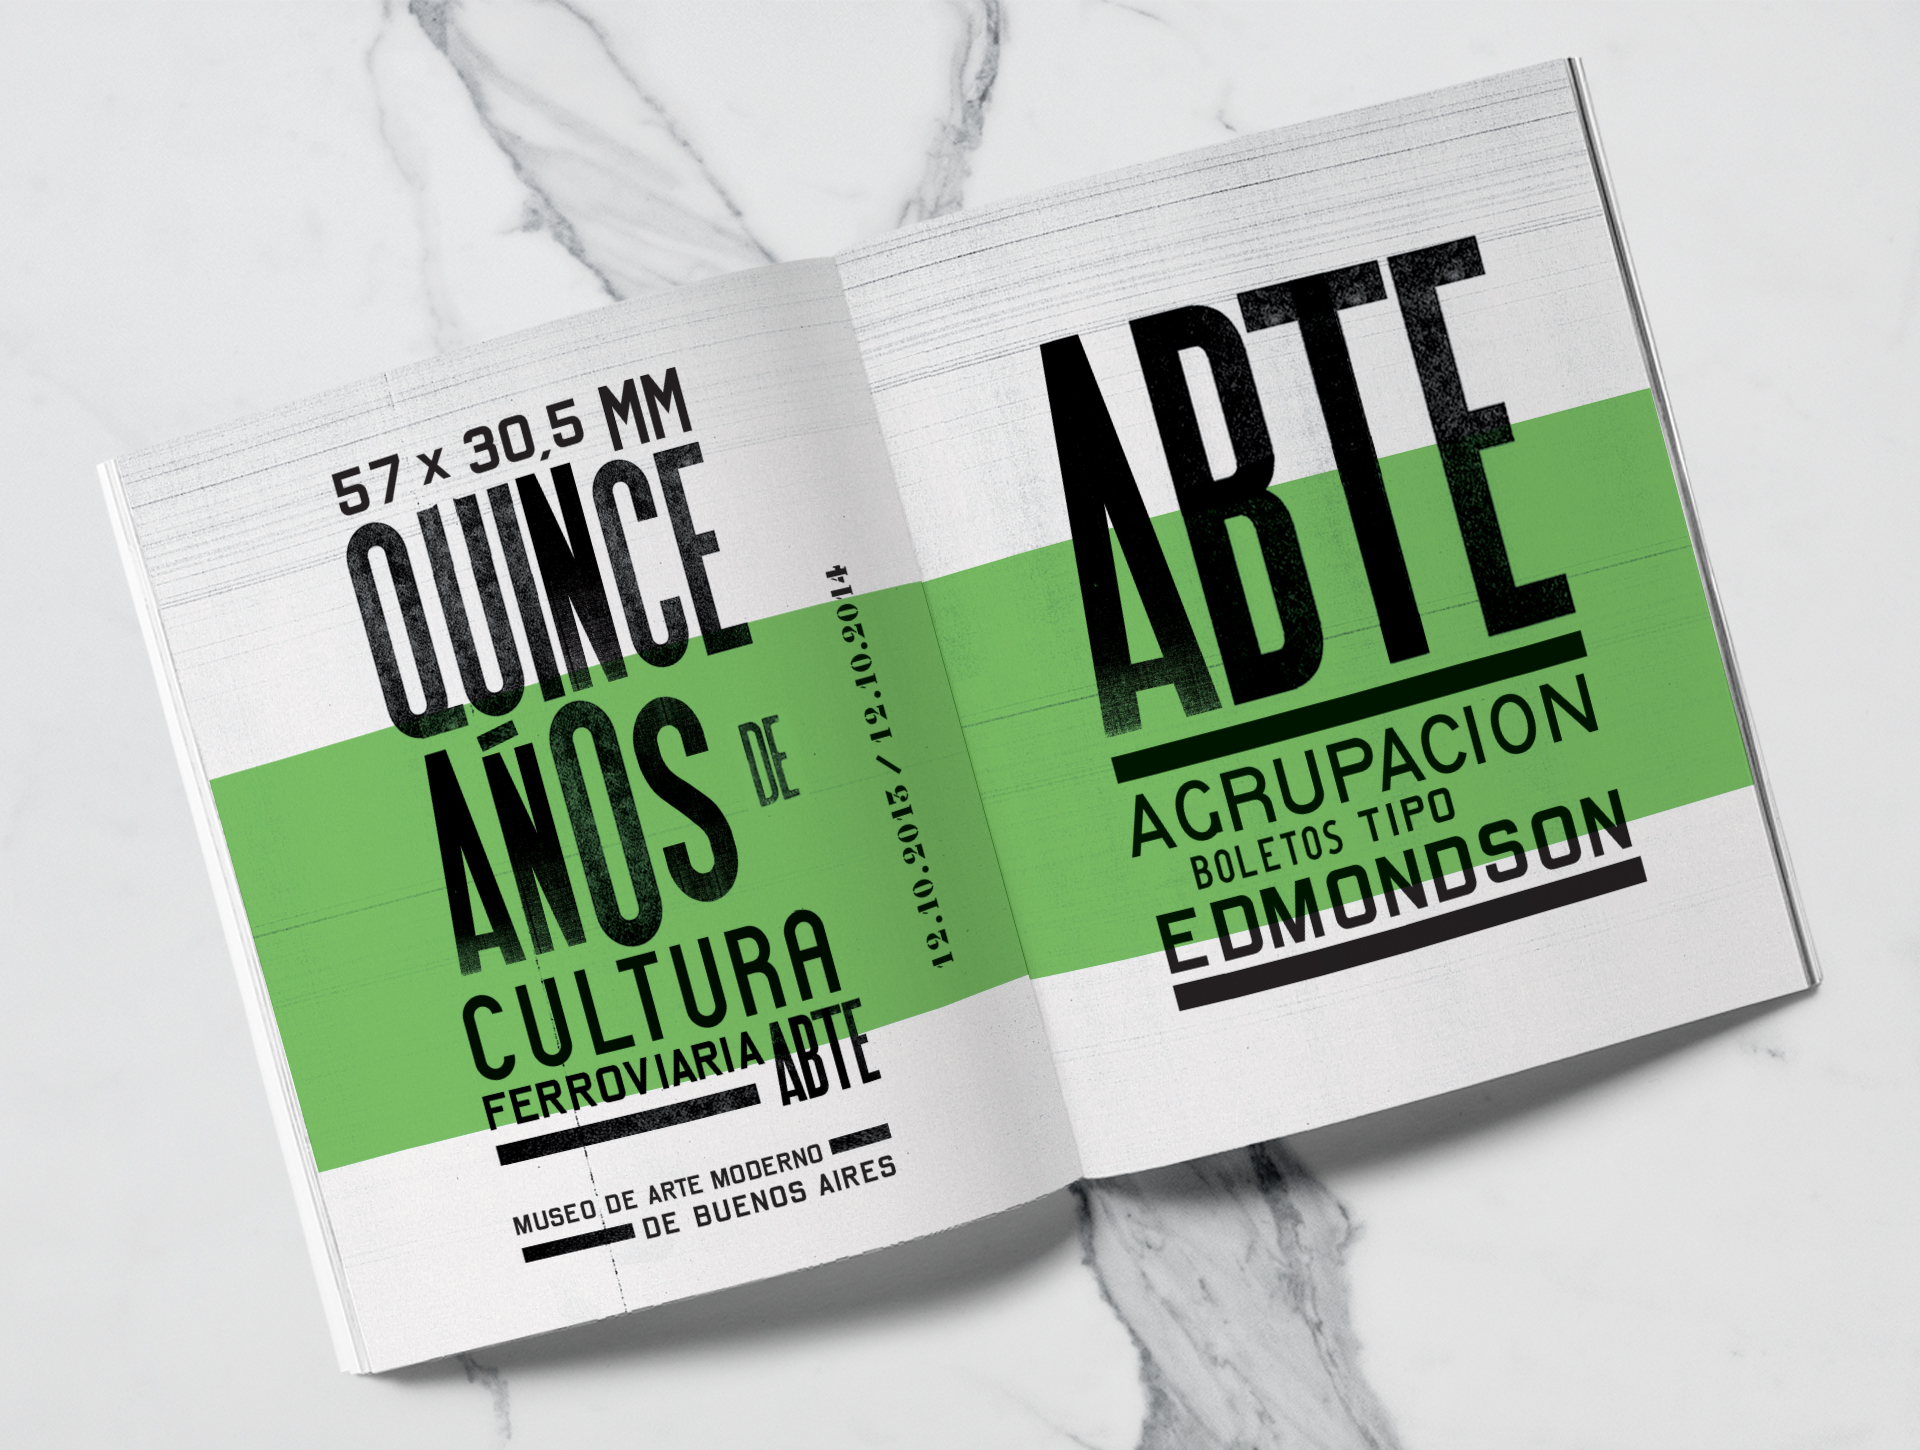 57 x 30,5 MM
QUINCE
AÑOS DE
CULTURA
FERROVIARIA ABTE
MUSEO DE ARTE MODERNO
DE BUENOS AIRES
12.10.2013 / 12.10.2014
ABTE
AGRUPACION
BOLETOS TIPO
EDMONDSON